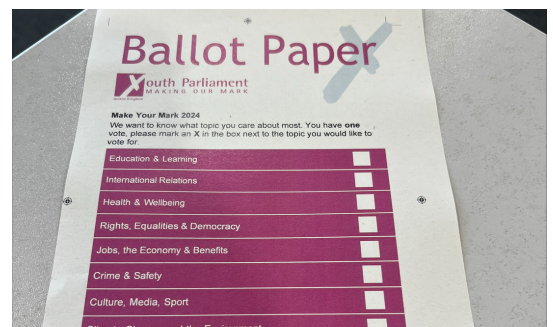 Ballot Paper
Youth Parliament
MAKING OUR MARK
United Kingdom
Make Your Mark 2024
We want to know what topic you care about most. You have one
vote, please mark an X in the box next to the topic you would like to
vote for.
Education & Learning
International Relations
Health & Wellbeing
Rights, Equalities & Democracy
Jobs, the Economy & Benefits
Crime & Safety
Culture, Media, Sport